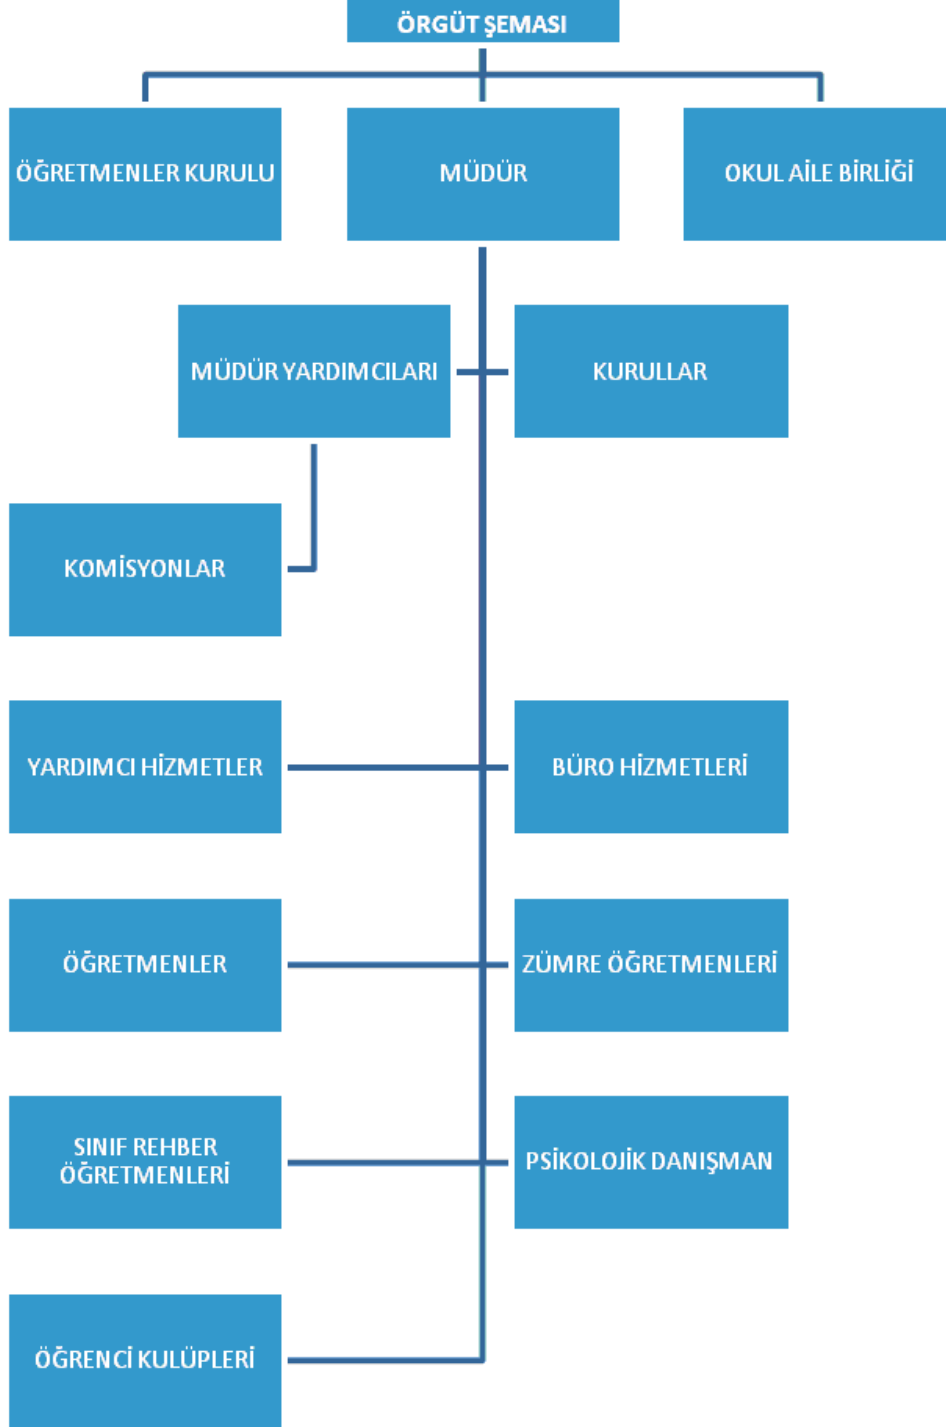 ÖRGÜT ŞEMASI
ÖĞRETMENLER KURULU
MÜDÜR
OKUL AİLE BİRLİĞİ
MÜDÜR YARDIMCILARI
KURULLAR
KOMİSYONLAR
YARDIMCI HİZMETLER
BÜRO HİZMETLERİ
ÖĞRETMENLER
ZÜMRE ÖĞRETMENLERİ
SINIF REHBER
ÖĞRETMENLERİ
PSİKOLOJİK DANIŞMAN
ÖĞRENCİ KULÜPLERİ